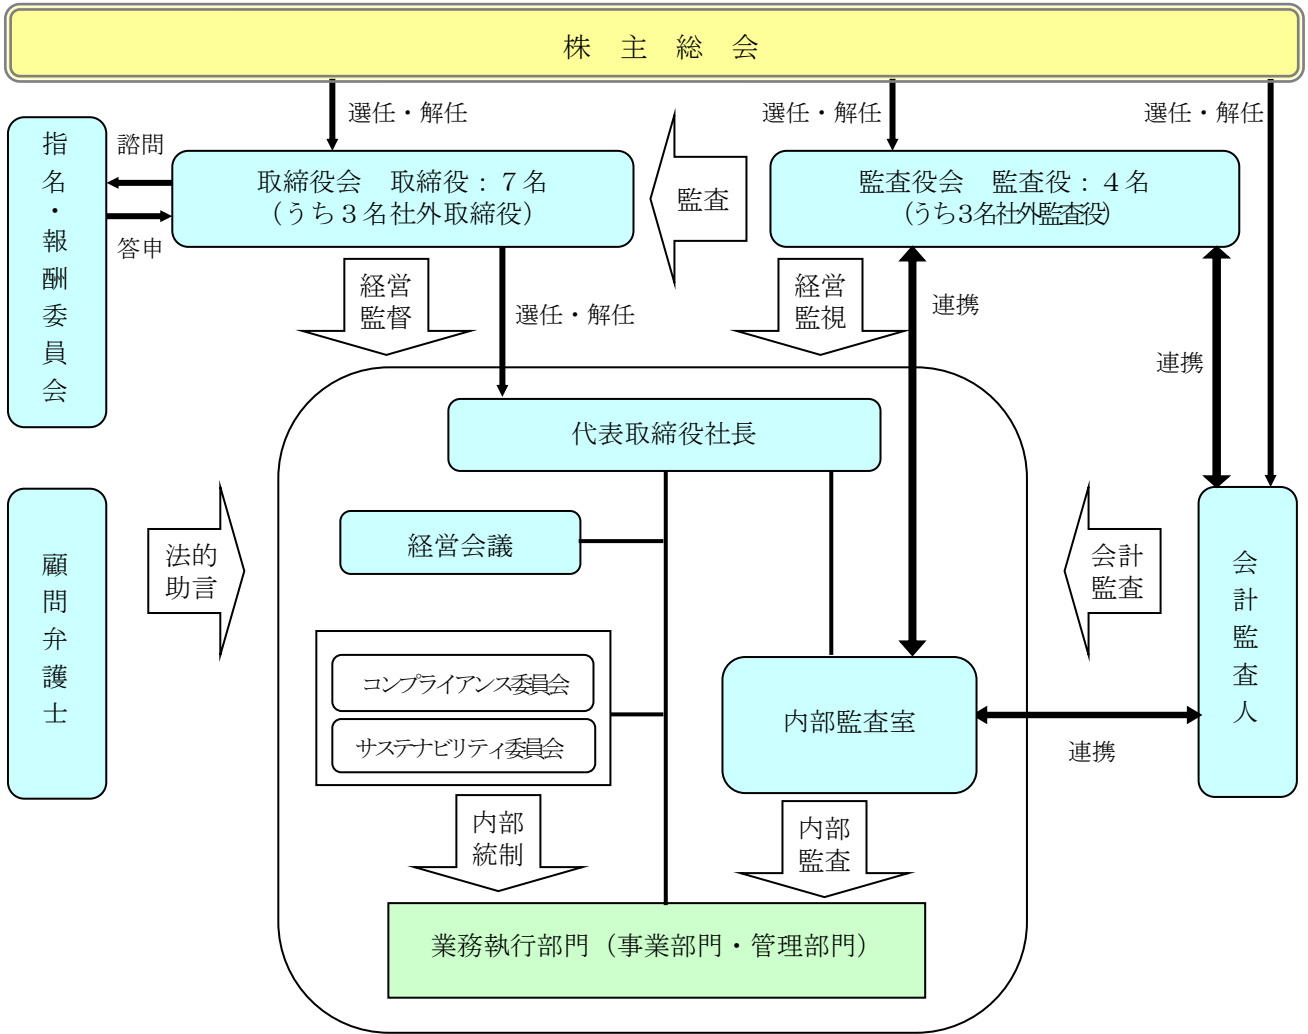 株　主　総　会
選任・解任
選任・解任
選任・解任
指名・報酬委員会
諮問
答申
取締役会　取締役：７名
（うち３名社外取締役）
監査
監査役会　監査役：４名
（うち３名社外監査役）
経営
監督
選任・解任
経営
監視
連携
連携
代表取締役社長
顧問弁護士
法的
助言
経営会議
会計
監査
会計監査人
コンプライアンス委員会
サステナビリティ委員会
内部監査室
連携
内部
統制
内部
監査
業務執行部門（事業部門・管理部門）